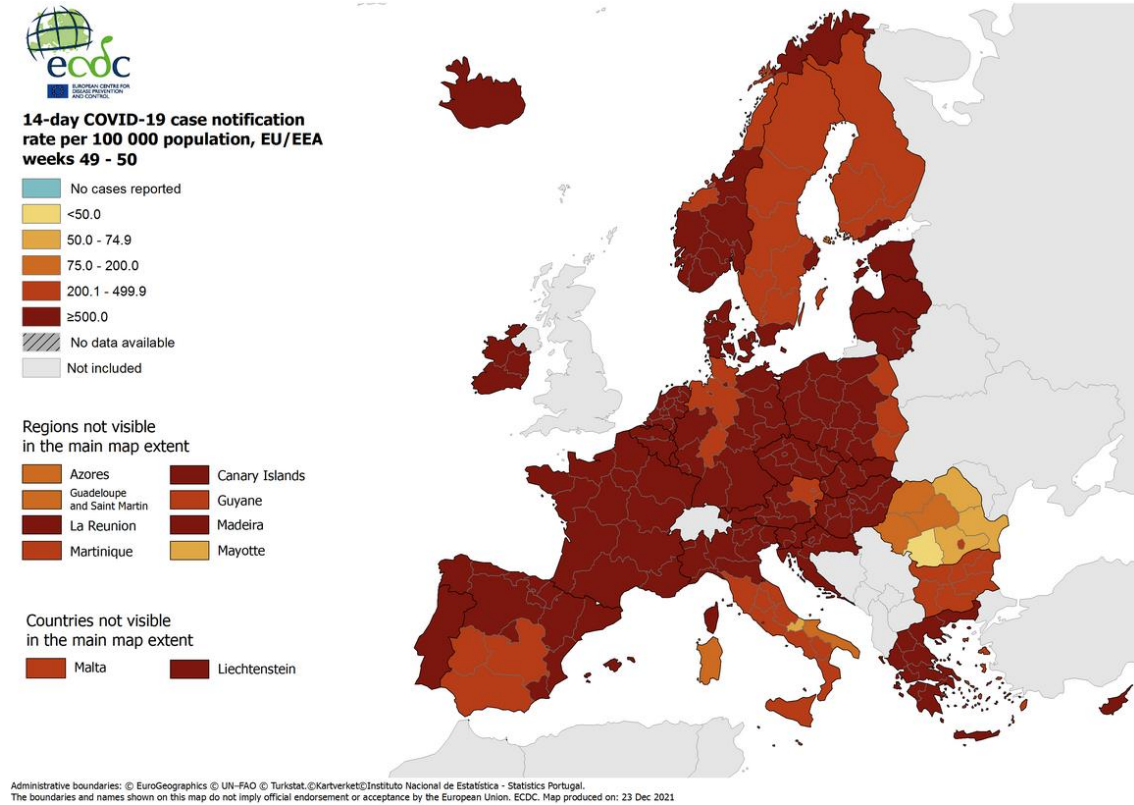 ecdc
EUROPEAN CENTRE FOR
DISEASE PREVENTION
AND CONTROL
14-day COVID-19 case notification
rate per 100 000 population, EU/EEA
weeks 49 - 50
No cases reported
<50.0
50.0 - 74.9
75.0 - 200.0
200.1 - 499.9
≥500.0
No data available
Not included
Regions not visible
in the main map extent
Azores
Canary Islands
Guadeloupe
and Saint Martin
Guyane
La Reunion
Madeira
Martinique
Mayotte
Countries not visible
in the main map extent
Malta
Liechtenstein
Administrative boundaries: © EuroGeographics © UN–FAO © Turkstat.©Kartverket©Instituto Nacional de Estatística - Statistics Portugal.
The boundaries and names shown on this map do not imply official endorsement or acceptance by the European Union. ECDC. Map produced on: 23 Dec 2021